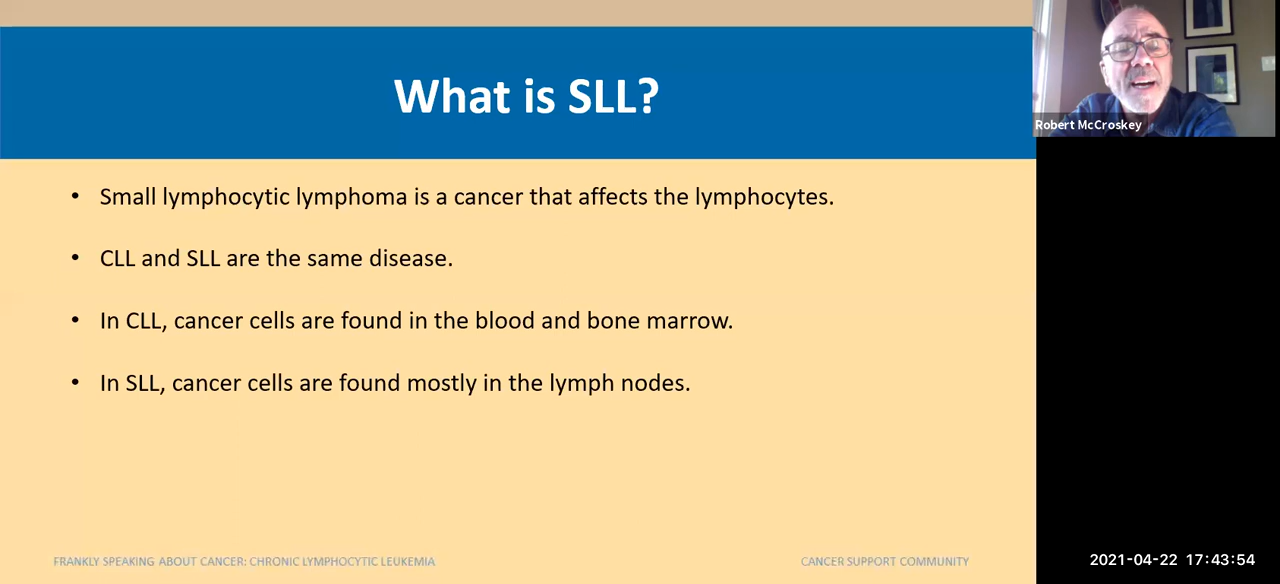 What is SLL?
Robert McCroskey
• Small lymphocytic lymphoma is a cancer that affects the lymphocytes.
• CLL and SLL are the same disease.
• In CLL, cancer cells are found in the blood and bone marrow.
• In SLL, cancer cells are found mostly in the lymph nodes.
FRANKLY SPEAKING ABOUT CANCER: CHRONIC LYMPHOCYTIC LEUKEMIA
CANCER SUPPORT COMMUNITY
2021-04-22 17:43:54